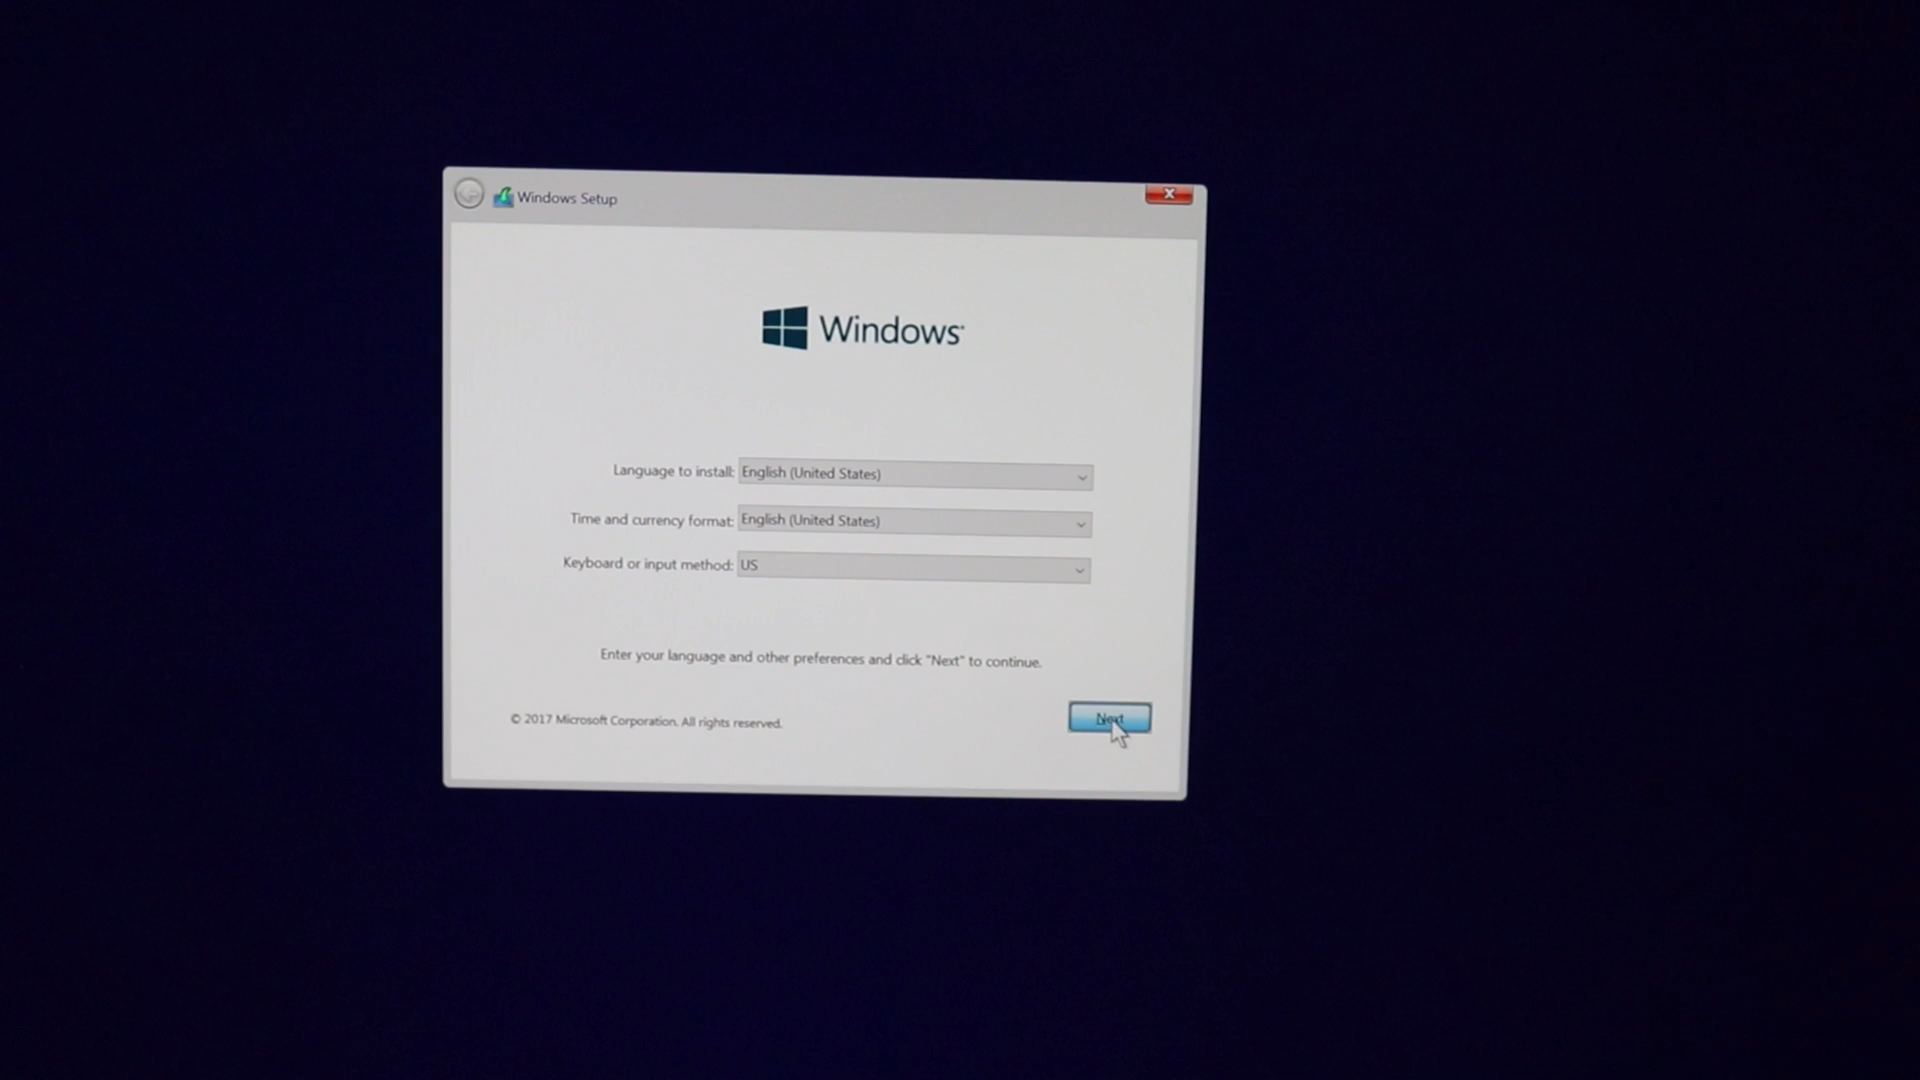 Windows Setup
Windows
Language to install: English (United States)
Time and currency format: English (United States)
Keyboard or input method: US
Enter your language and other preferences and click "Next" to continue.
© 2017 Microsoft Corporation. All rights reserved.
Next